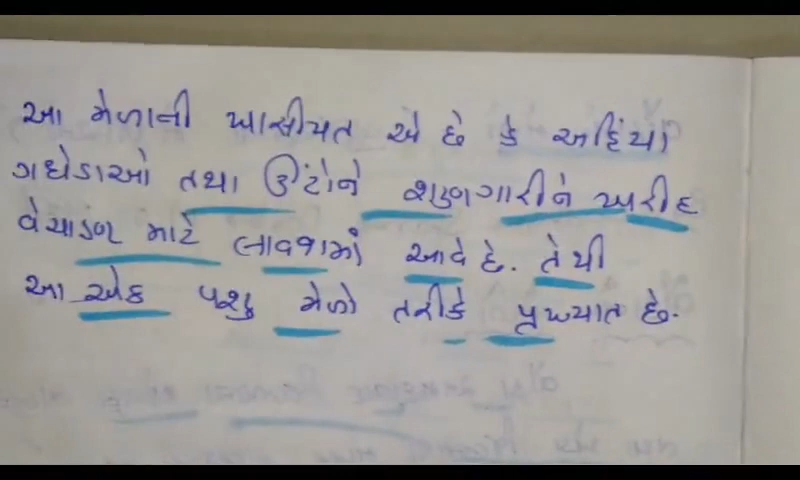 આ મેળાની ખાસીયત એ છે કે અહિંયા
ગધેડાઓ તથા ઊંટોને શણગારીને ખરીદ
વેચાણ માટે લાવવામાં આવે છે. તેથી
આ એક પશુ મેળો તરીકે પ્રખ્યાત છે.